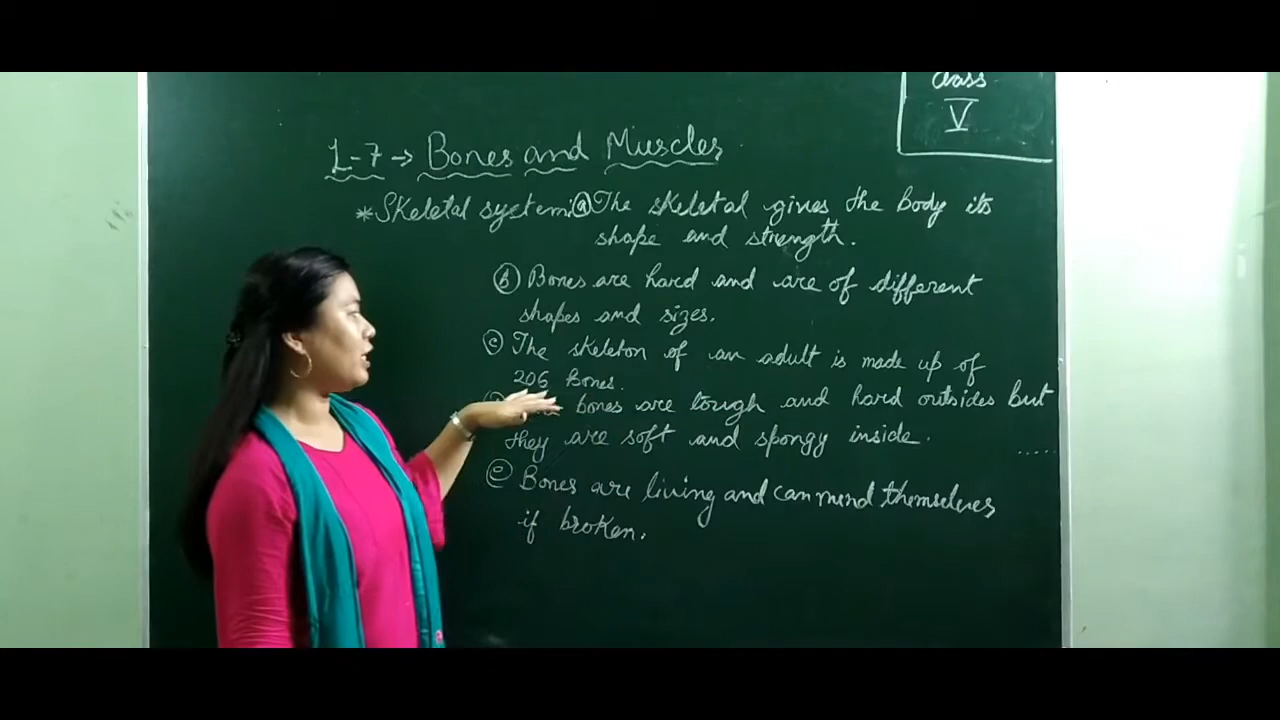 Class
V
L-7 → Bones and Muscles
* Skeletal system: (a) The skeletal gives the body its
shape and strength.
(b) Bones are hard and are of different
shapes and sizes.
(c) The skeleton of an adult is made up of
206 Bones.
bones are tough and hard outsides but
they are soft and spongy inside.
.....
(e) Bones are living and can mend themselves
if broken.